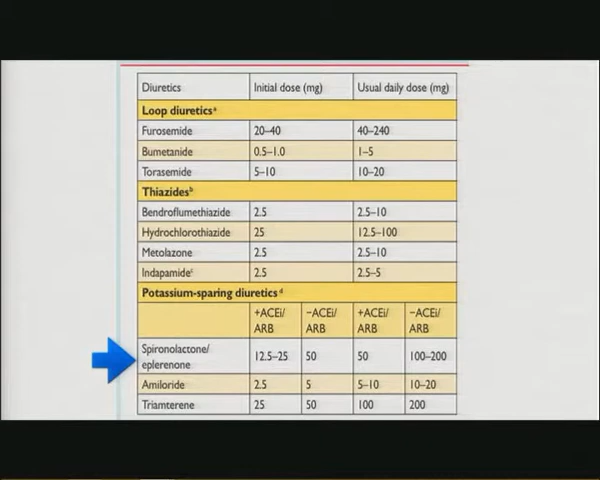 Diuretics Initial dose (mg) Usual daily dose (mg)
Loop diuretics a
Furosemide 20–40 40–240
Bumetanide 0.5–1.0 1–5
Torasemide 5–10 10–20
Thiazides b
Bendroflumethiazide 2.5 2.5–10
Hydrochlorothiazide 25 12.5–100
Metolazone 2.5 2.5–10
Indapamide c 2.5 2.5–5
Potassium-sparing diuretics d
+ACEi/ −ACEi/ +ACEi/ −ACEi/
ARB ARB ARB ARB
Spironolactone/
eplerenone 12.5–25 50 50 100–200
Amiloride 2.5 5 5–10 10–20
Triamterene 25 50 100 200